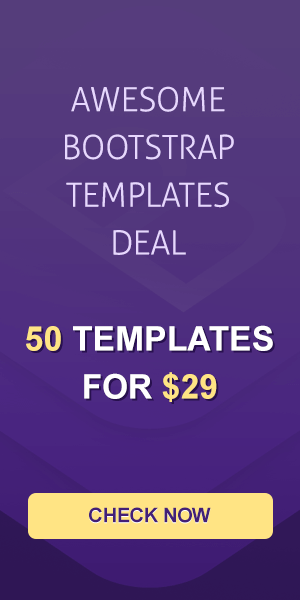 AWESOME
BOOTSTRAP
TEMPLATES
DEAL
50 TEMPLATES
FOR $29
CHECK NOW